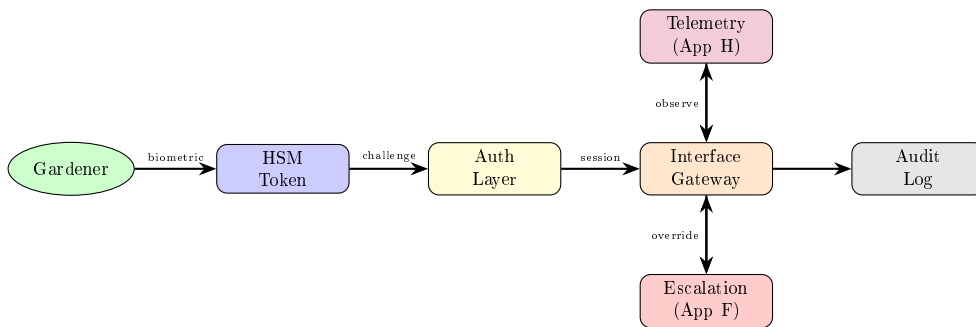 Telemetry
(App H)
observe
Gardener
biometric
HSM
Token
challenge
Auth
Layer
session
Interface
Gateway
Audit
Log
override
Escalation
(App F)